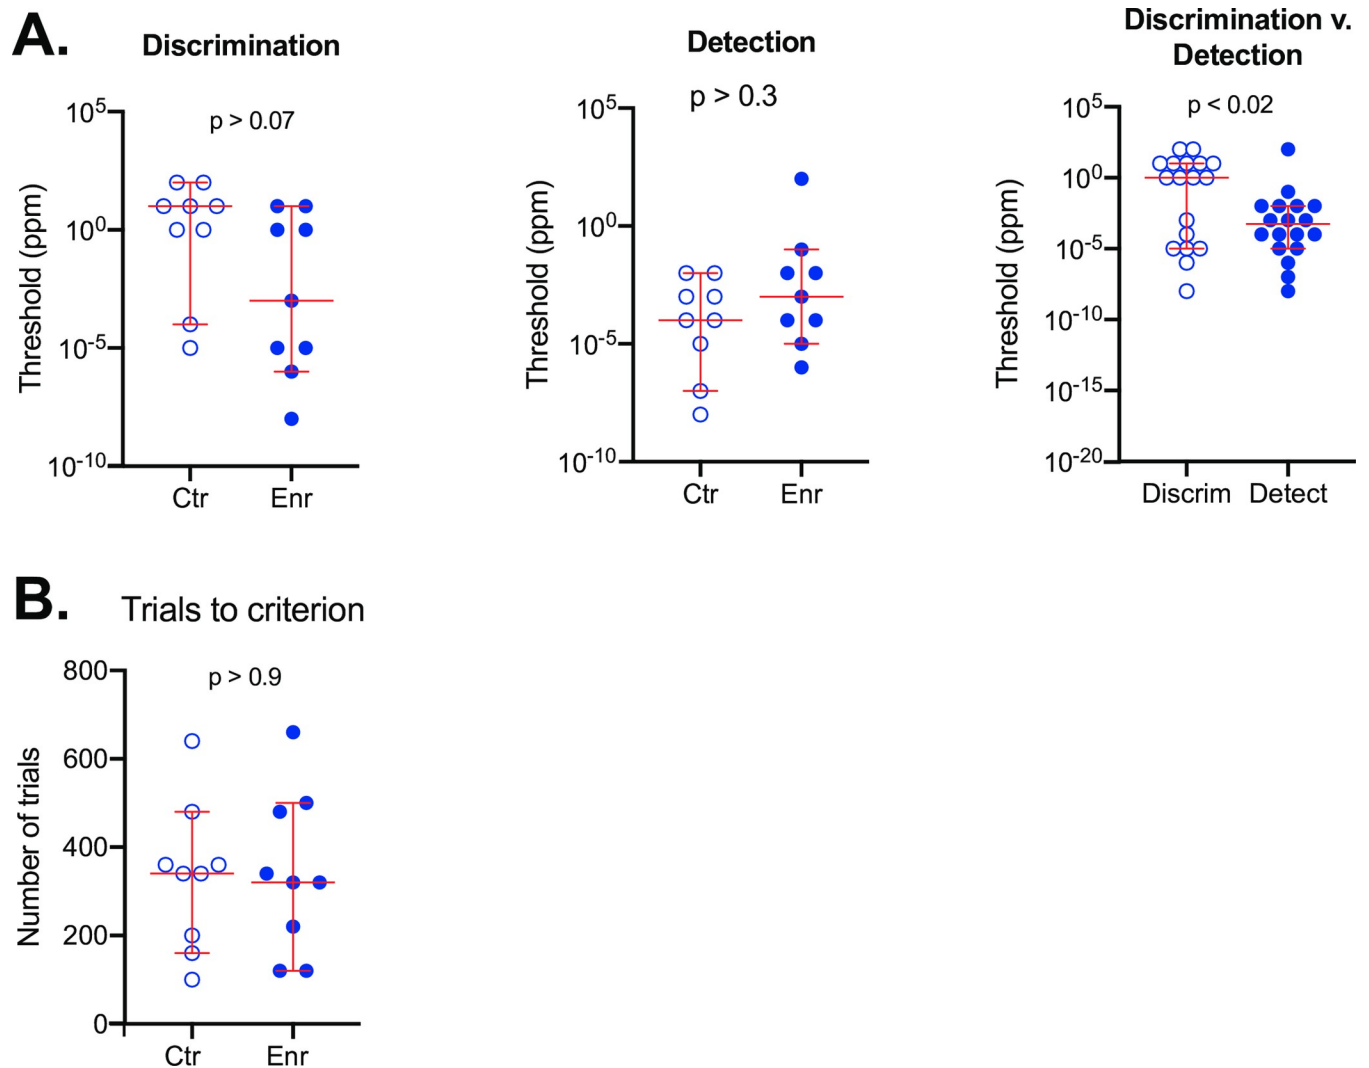 A.
Discrimination
p > 0.07
Threshold (ppm)
10^5
10^0
10^-5
10^-10
Ctr Enr
Detection
p > 0.3
Threshold (ppm)
10^5
10^0
10^-5
10^-10
Ctr Enr
Discrimination v.
Detection
p < 0.02
Threshold (ppm)
10^5
10^0
10^-5
10^-10
10^-15
10^-20
Discrim Detect
B.
Trials to criterion
p > 0.9
Number of trials
800
600
400
200
0
Ctr Enr